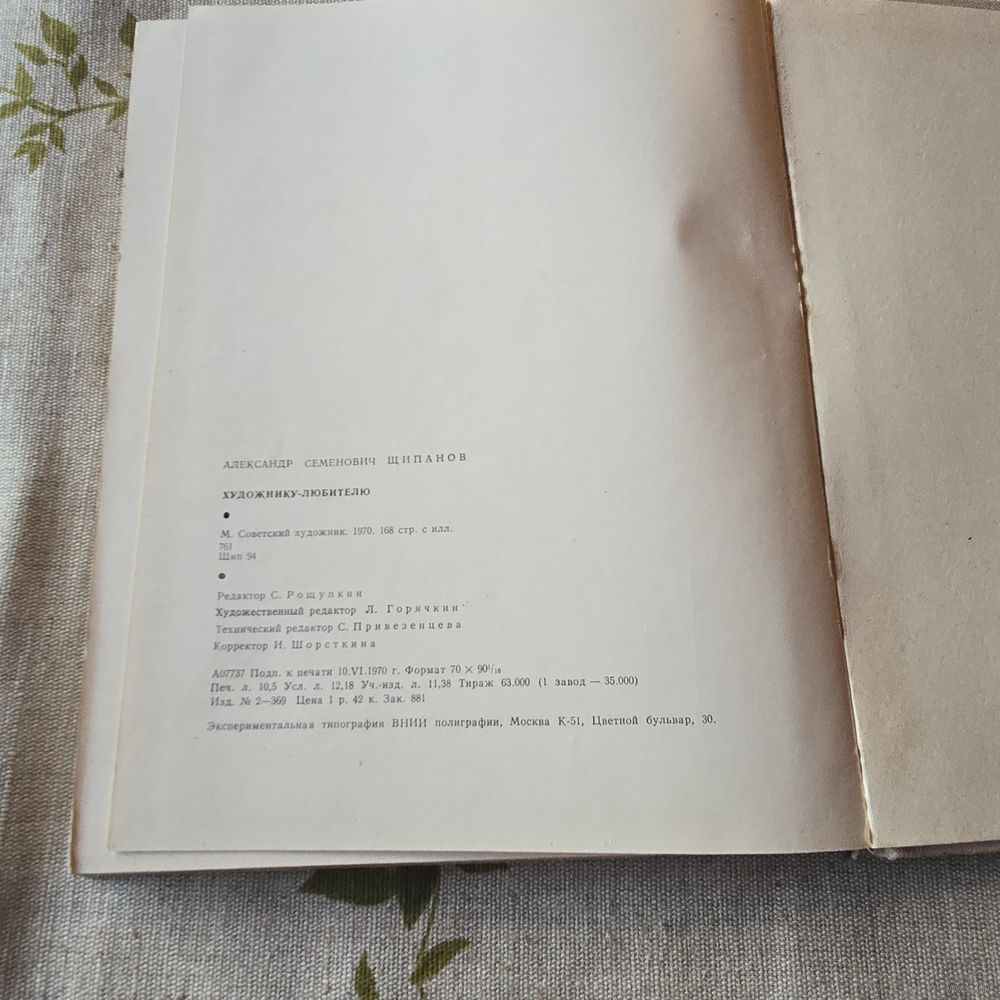 АЛЕКСАНДР СЕМЕНОВИЧ ЩИПАНОВ
ХУДОЖНИКУ-ЛЮБИТЕЛЮ
М. Советский художник. 1970. 168 стр. с илл.
761
Щип 94
Редактор С. Рощупкин
Художественный редактор Л. Горячкин
Технический редактор С. Привезенцева
Корректор И. Шорсткина
А07737 Подп. к печати 10.VI.1970 г. Формат 70 × 90¹/₁₆
Печ. л. 10,5 Усл. л. 12,18 Уч.-изд. л. 11,38 Тираж 63.000 (1 завод — 35.000)
Изд. № 2—369 Цена 1 р. 42 к. Зак. 881
Экспериментальная типография ВНИИ полиграфии, Москва К-51, Цветной бульвар, 30.